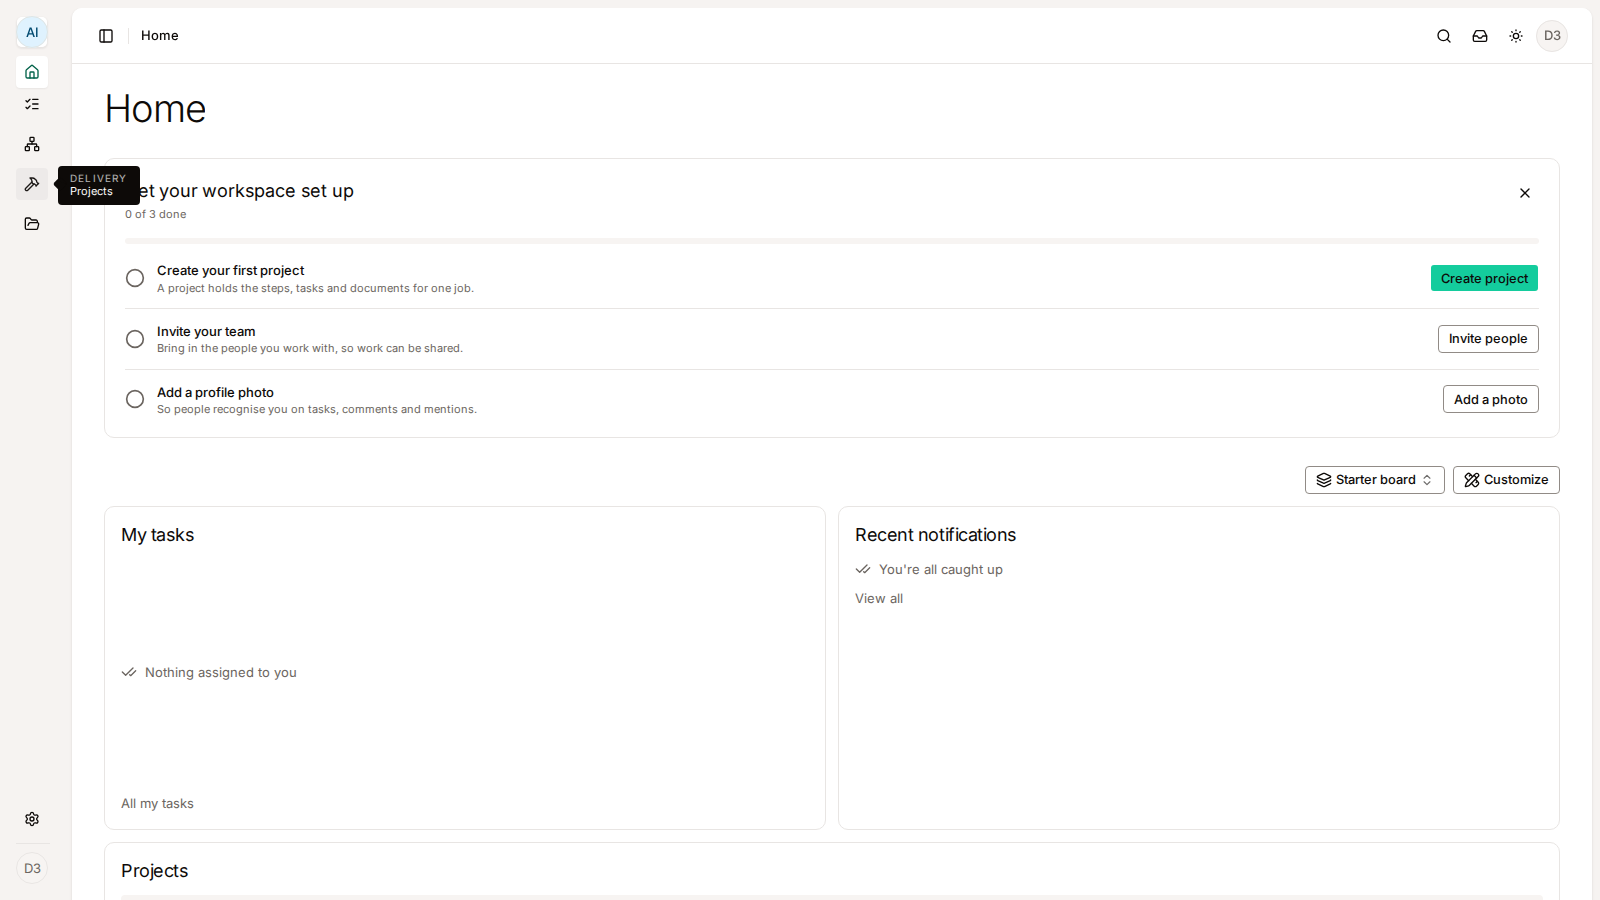 AI
Home
D3
Home
DELIVERY
Projects
et your workspace set up
0 of 3 done
Create your first project
A project holds the steps, tasks and documents for one job.
Create project
Invite your team
Bring in the people you work with, so work can be shared.
Invite people
Add a profile photo
So people recognise you on tasks, comments and mentions.
Add a photo
Starter board
Customize
My tasks
Nothing assigned to you
All my tasks
Recent notifications
You're all caught up
View all
Projects
D3